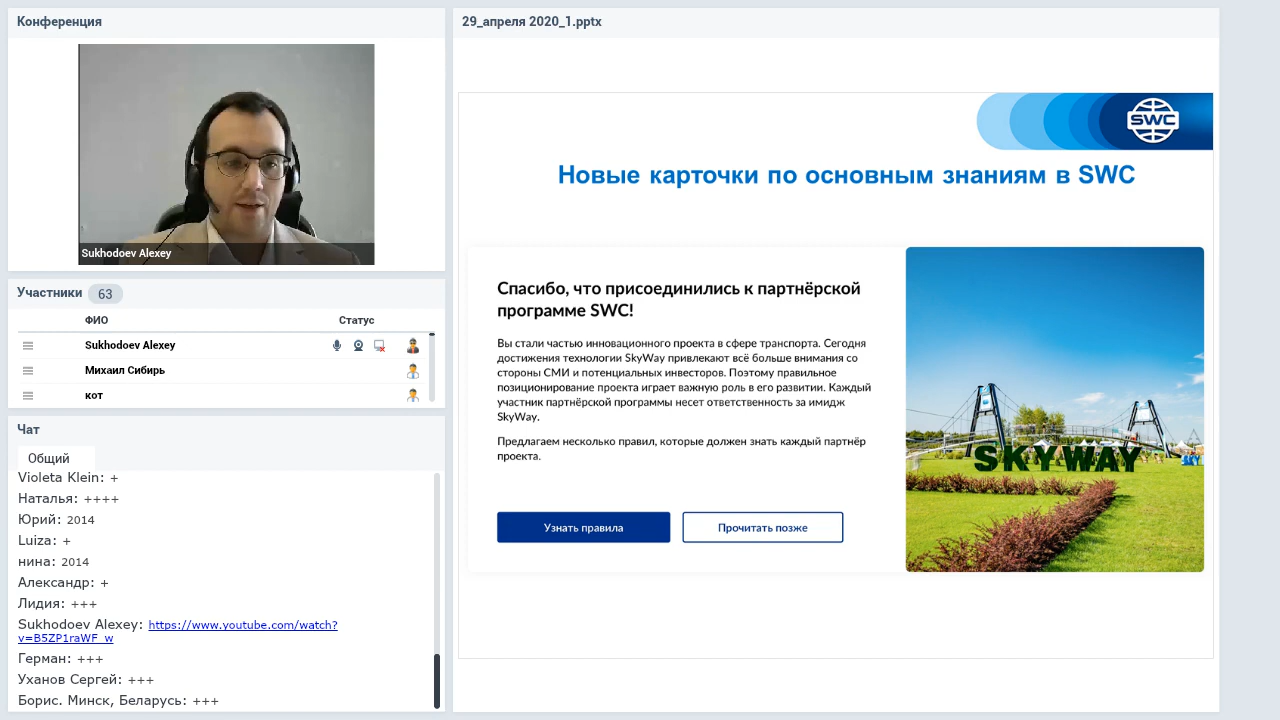 Конференция
Sukhodoev Alexey
Участники 63
ФИО Статус
Sukhodoev Alexey
Михаил Сибирь
кот
Чат
Общий
Violeta Klein: +
Наталья: ++++
Юрий: 2014
Luiza: +
нина: 2014
Александр: +
Лидия: +++
Sukhodoev Alexey: https://www.youtube.com/watch?
v=B5ZP1raWF_w
Герман: +++
Уханов Сергей: +++
Борис. Минск, Беларусь: +++
29_апреля 2020_1.pptx
SWC
Новые карточки по основным знаниям в SWC
Спасибо, что присоединились к партнёрской
программе SWC!
Вы стали частью инновационного проекта в сфере транспорта. Сегодня
достижения технологии SkyWay привлекают всё больше внимания со
стороны СМИ и потенциальных инвесторов. Поэтому правильное
позиционирование проекта играет важную роль в его развитии. Каждый
участник партнёрской программы несет ответственность за имидж
SkyWay.
Предлагаем несколько правил, которые должен знать каждый партнёр
проекта.
Узнать правила
Прочитать позже
SKYWAY